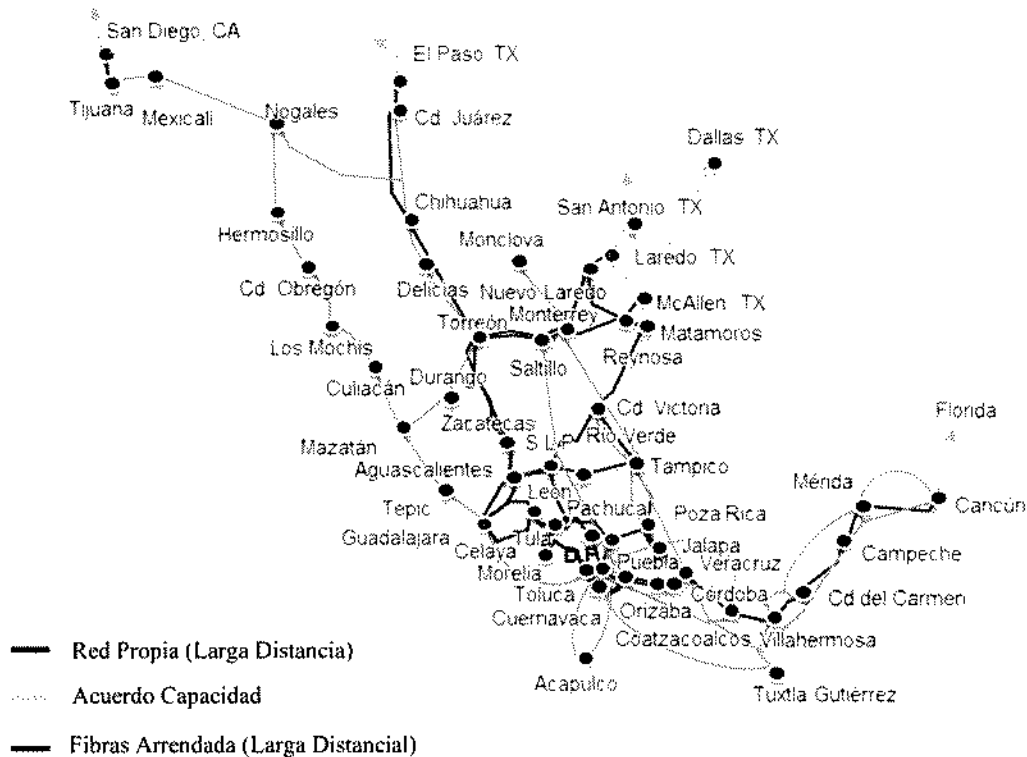 San Diego, CA
El Paso TX
Tijuana
Mexicali
Nogales
Cd. Juárez
Dallas TX
Chihuahua
San Antonio TX
Hermosillo
Monclova
Laredo TX
Cd. Obregón
Delicias
Nuevo Laredo
McAllen TX
Torreón
Monterrey
Matamoros
Los Mochis
Saltillo
Reynosa
Culiacán
Durango
Cd. Victoria
Florida
Zacatecas
Rio Verde
Mazatán
S L P
Aguascalientes
Tampico
Mérida
León
Tepic
Pachuca
Poza Rica
Cancún
Guadalajara
Tula
Celaya
Jalapa
Campeche
D.F.
Morelia
Puebla
Veracruz
Toluca
Córdoba
Cd del Carmen
Cuernavaca
Orizaba
Coatzacoalcos
Villahermosa
Acapulco
Tuxtla Gutiérrez
Red Propia (Larga Distancia)
Acuerdo Capacidad
Fibras Arrendada (Larga Distancial)